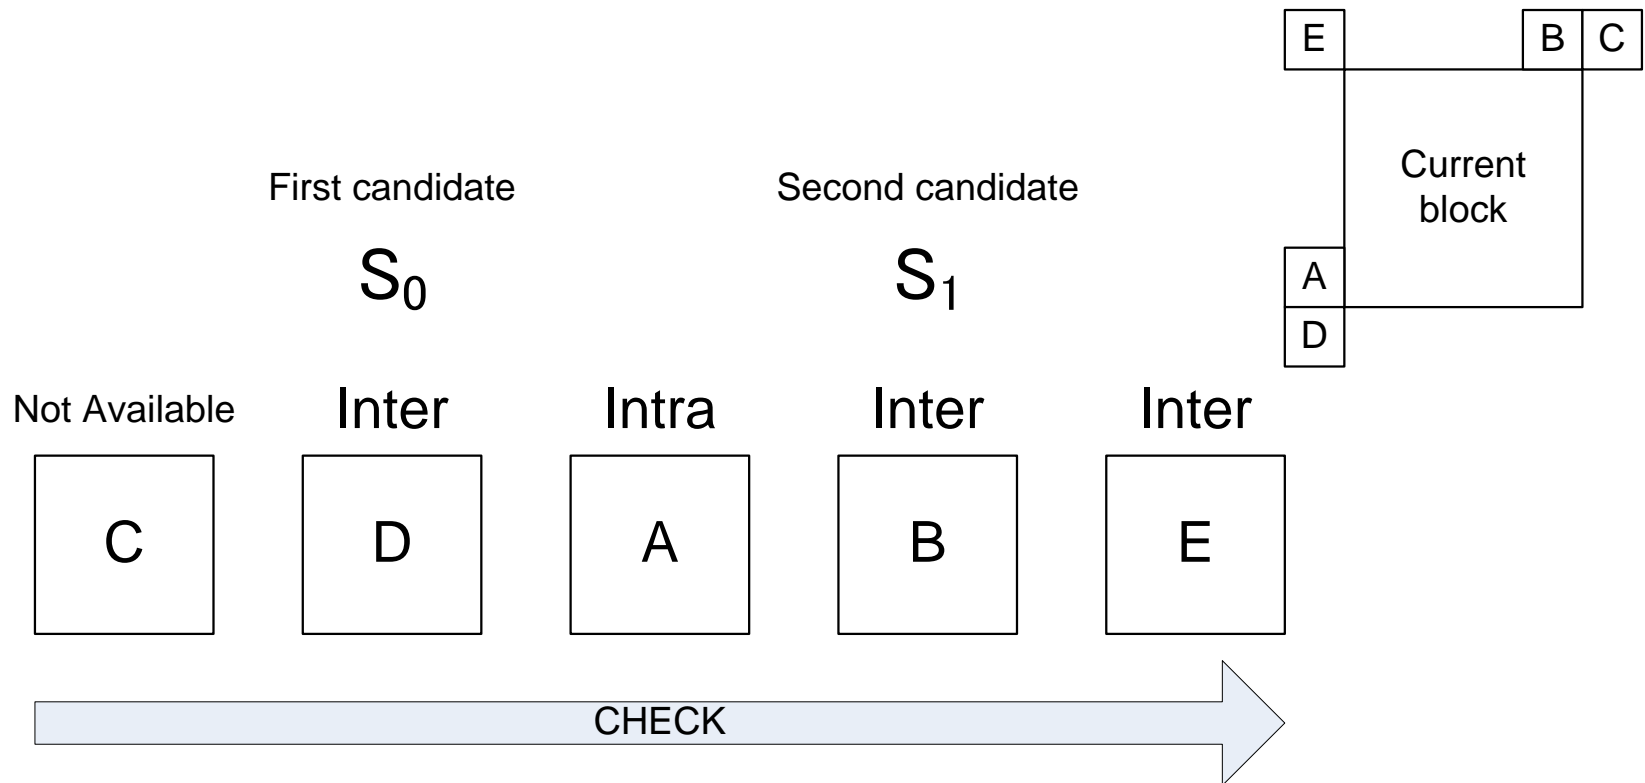 E B C
First candidate Second candidate
Current
block
S₀ S₁
A
D
Not Available Inter Intra Inter Inter
C D A B E
CHECK